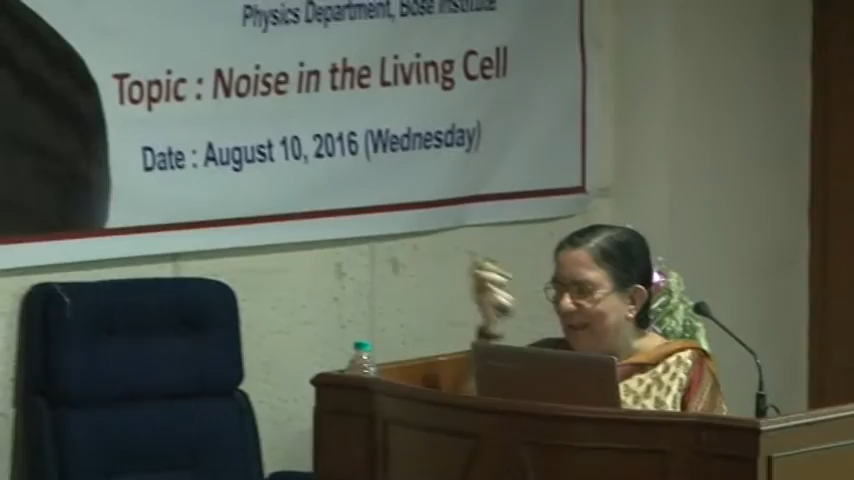 Physics Department, Bose Institute
Topic : Noise in the Living Cell
Date : August 10, 2016 (Wednesday)